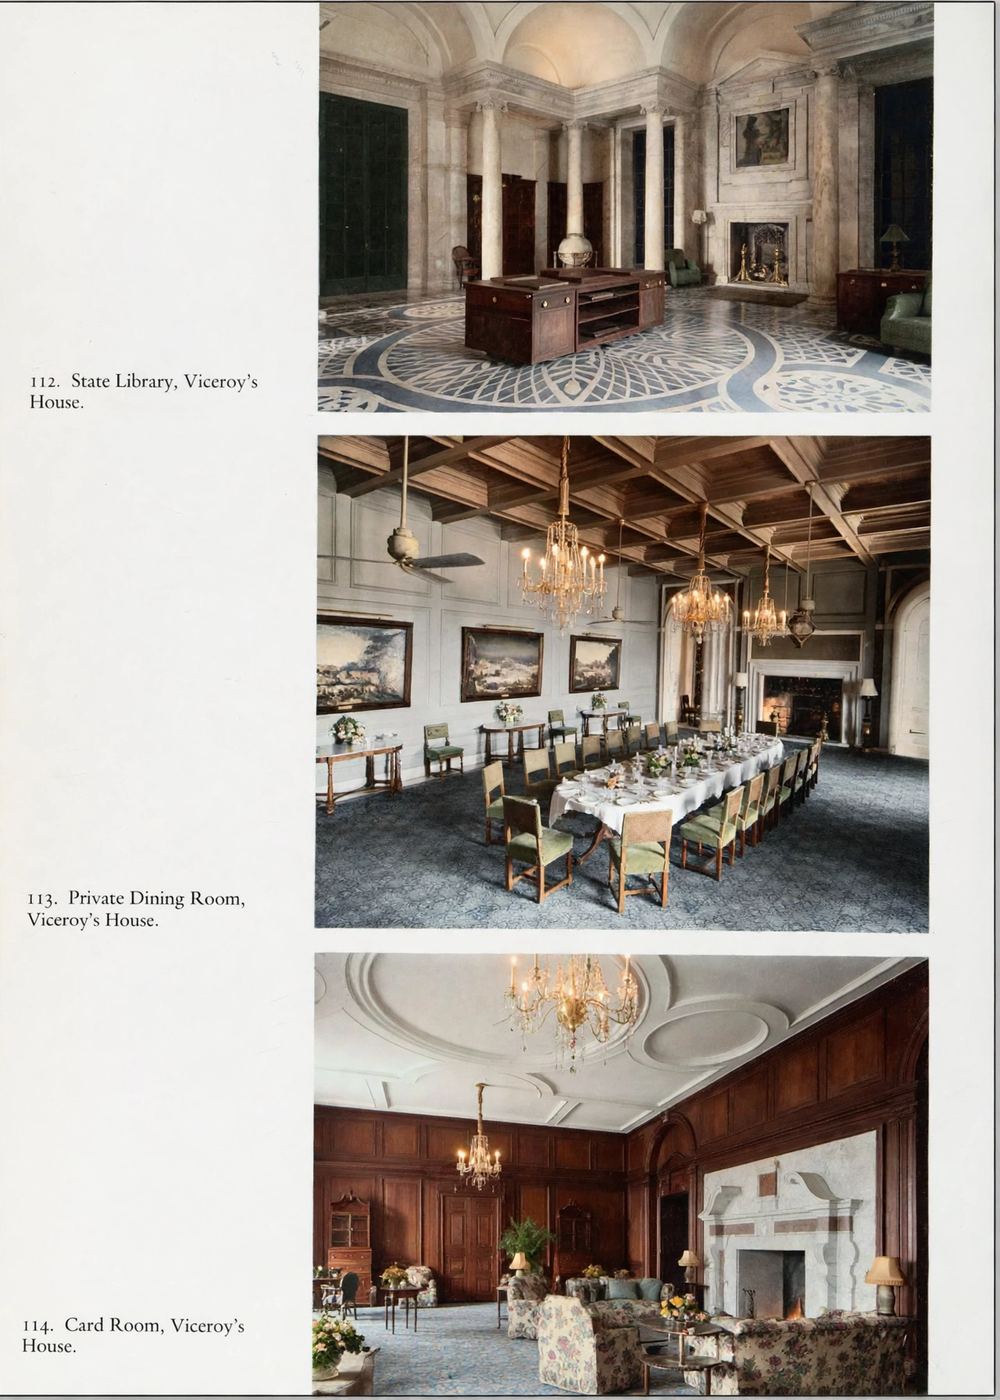 112. State Library, Viceroy's
House.
113. Private Dining Room,
Viceroy's House.
114. Card Room, Viceroy's
House.